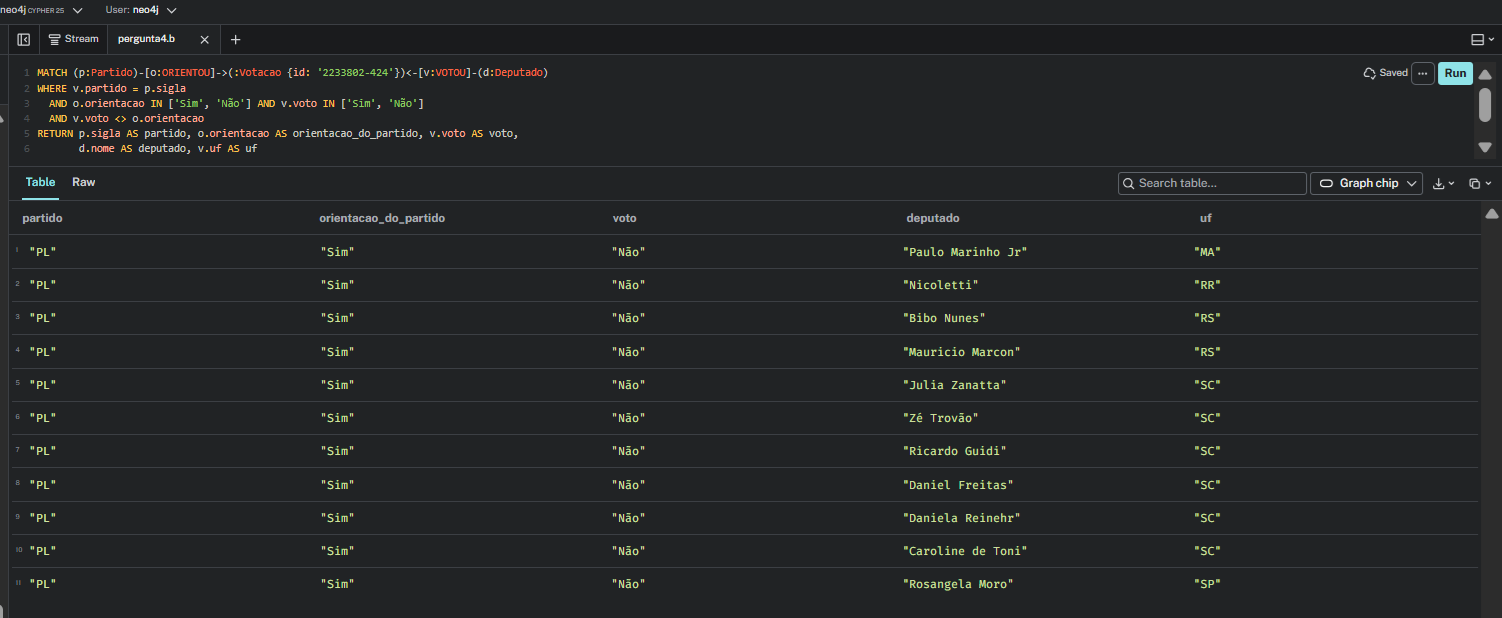 neo4j CYPHER 25 User: neo4j
Stream pergunta4.b
1 MATCH (p:Partido)-[o:ORIENTOU]->(:Votacao {id: '2233802-424'})<-[v:VOTOU]-(d:Deputado)
2 WHERE v.partido = p.sigla
3 AND o.orientacao IN ['Sim', 'Não'] AND v.voto IN ['Sim', 'Não']
4 AND v.voto <> o.orientacao
5 RETURN p.sigla AS partido, o.orientacao AS orientacao_do_partido, v.voto AS voto,
6 d.nome AS deputado, v.uf AS uf
Saved ... Run
Table Raw Search table... Graph chip
partido orientacao_do_partido voto deputado uf
1 "PL" "Sim" "Não" "Paulo Marinho Jr" "MA"
2 "PL" "Sim" "Não" "Nicoletti" "RR"
3 "PL" "Sim" "Não" "Bibo Nunes" "RS"
4 "PL" "Sim" "Não" "Mauricio Marcon" "RS"
5 "PL" "Sim" "Não" "Julia Zanatta" "SC"
6 "PL" "Sim" "Não" "Zé Trovão" "SC"
7 "PL" "Sim" "Não" "Ricardo Guidi" "SC"
8 "PL" "Sim" "Não" "Daniel Freitas" "SC"
9 "PL" "Sim" "Não" "Daniela Reinehr" "SC"
10 "PL" "Sim" "Não" "Caroline de Toni" "SC"
11 "PL" "Sim" "Não" "Rosangela Moro" "SP"